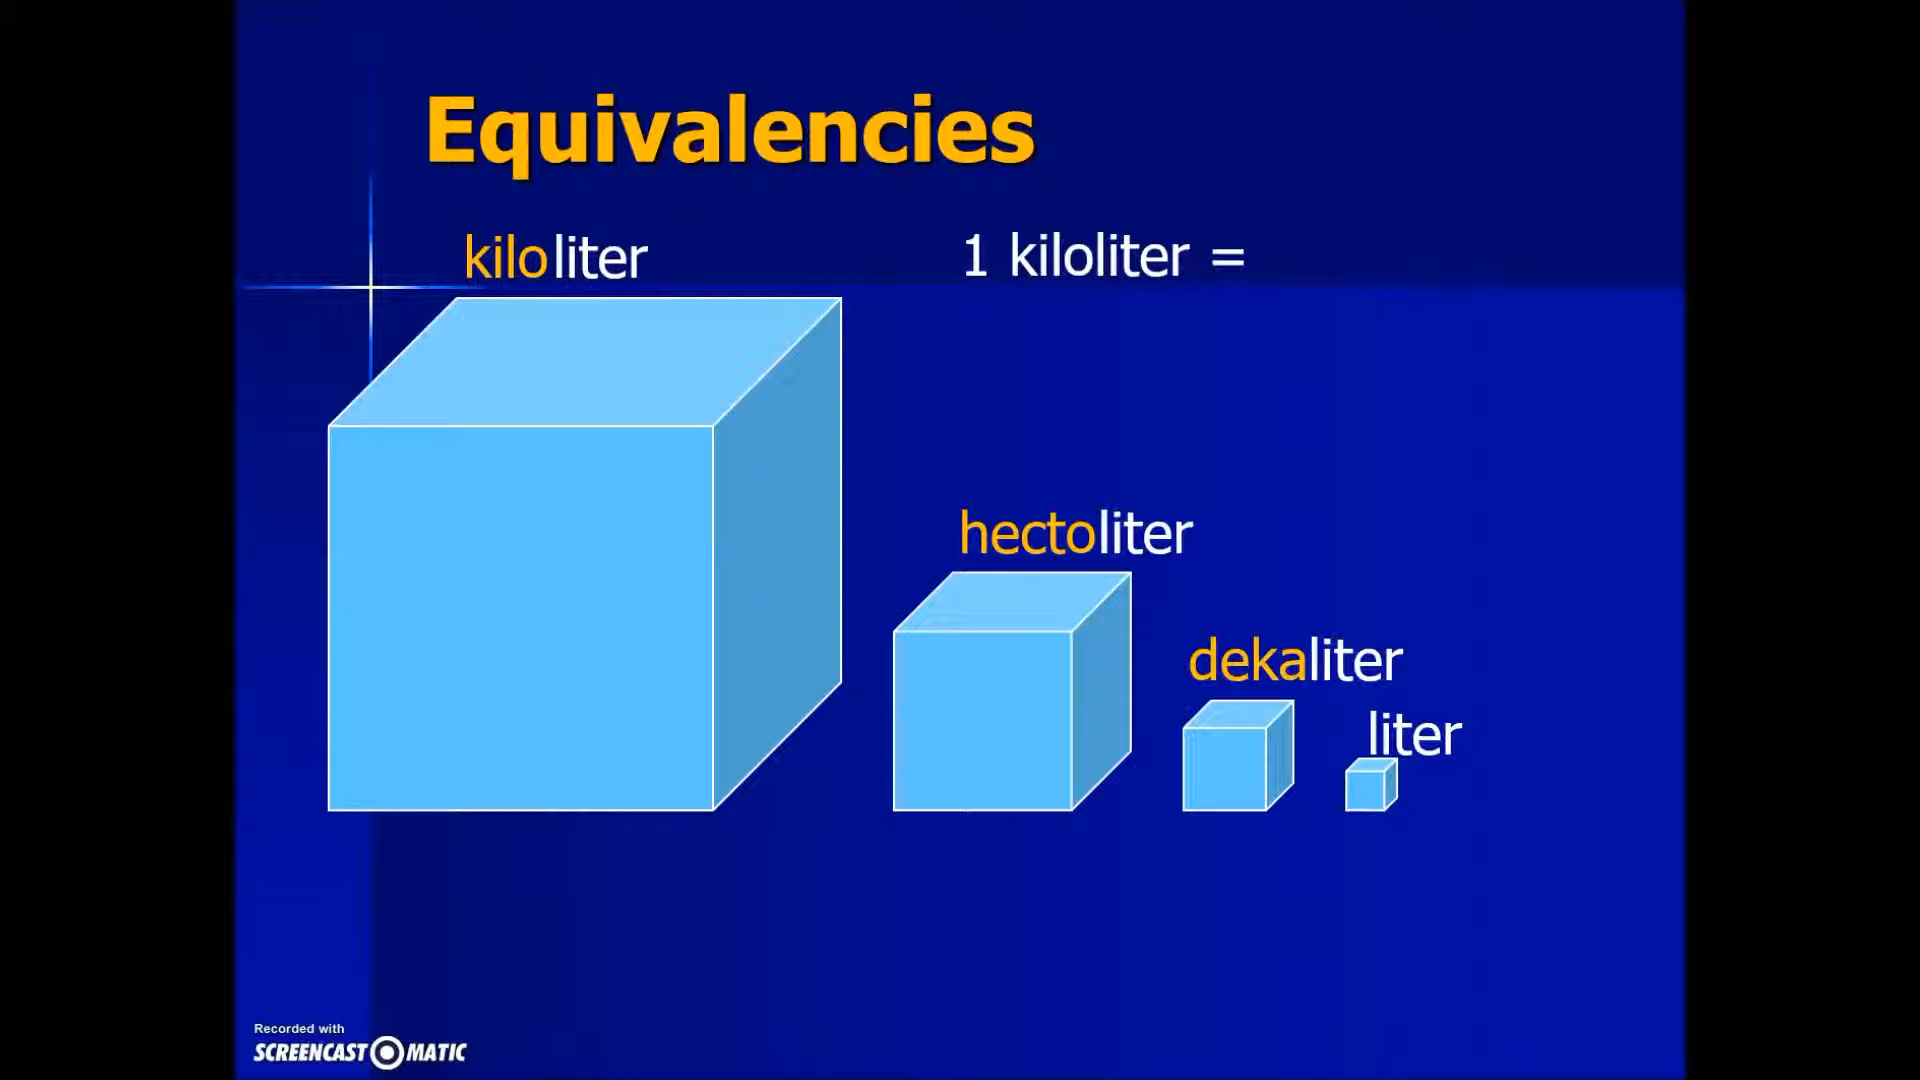 Equivalencies
kiloliter
1 kiloliter =
hectoliter
dekaliter
liter
Recorded with
SCREENCAST MATIC